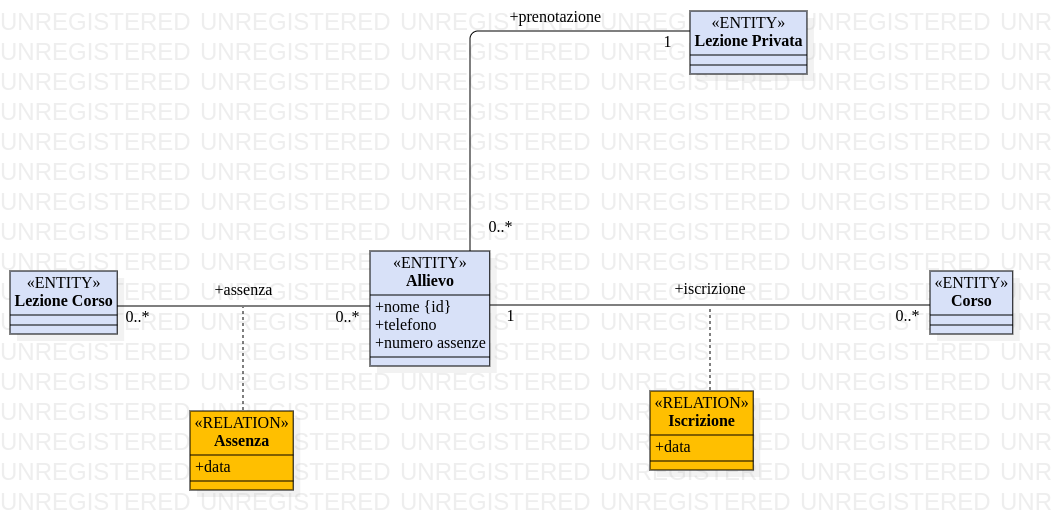 +prenotazione
«ENTITY»
Lezione Privata
1
0..*
«ENTITY»
Allievo
+nome {id}
+telefono
+numero assenze
«ENTITY»
Lezione Corso
+assenza
0..*
0..*
+iscrizione
1
0..*
«ENTITY»
Corso
«RELATION»
Assenza
+data
«RELATION»
Iscrizione
+data
UNREGISTERED